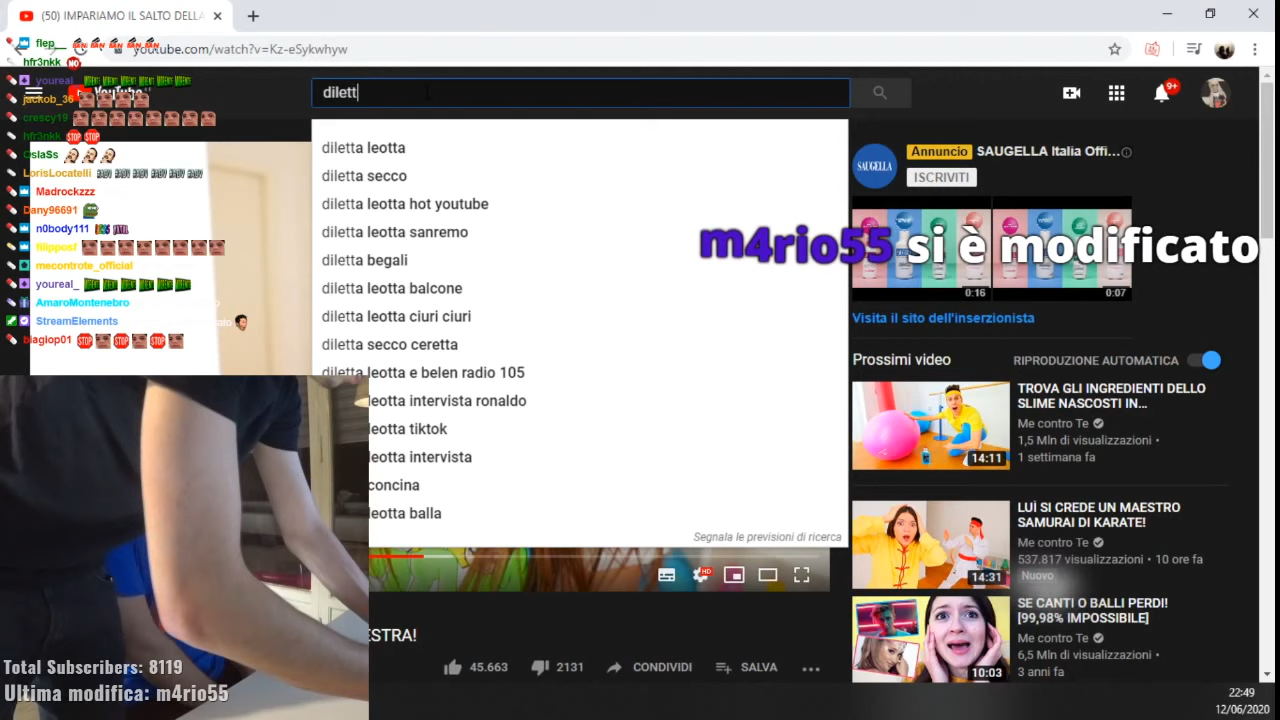 (50) IMPARIAMO IL SALTO DELLA
youtube.com/watch?v=Kz-eSykwhyw
flep__
hfr3nkk
youreal_
jackob_36
crescy19
hfr3nkk
OslaSs
LorisLocatelli
Madrockzzz
Dany96691
n0body111
filipposf
mecontrote_official
youreal_
AmaroMontenebro
StreamElements
biagiop01
YouTube
dilett
9+
diletta leotta
diletta secco
diletta leotta hot youtube
diletta leotta sanremo
diletta begali
diletta leotta balcone
diletta leotta ciuri ciuri
diletta secco ceretta
diletta leotta e belen radio 105
leotta intervista ronaldo
leotta tiktok
leotta intervista
concina
leotta balla
Segnala le previsioni di ricerca
SAUGELLA
Annuncio SAUGELLA Italia Offi...
ISCRIVITI
m4rio55 si è modificato
0:16
0:07
Visita il sito dell'inserzionista
Prossimi video
RIPRODUZIONE AUTOMATICA
TROVA GLI INGREDIENTI DELLO
SLIME NASCOSTI IN...
Me contro Te
1,5 Mln di visualizzazioni •
1 settimana fa
14:11
LUÌ SI CREDE UN MAESTRO
SAMURAI DI KARATE!
Me contro Te
537.817 visualizzazioni • 10 ore fa
Nuovo
14:31
SE CANTI O BALLI PERDI!
[99,98% IMPOSSIBILE]
Me contro Te
6,5 Mln di visualizzazioni •
3 anni fa
10:03
HD
ESTRA!
45.663
2131
CONDIVIDI
SALVA
Total Subscribers: 8119
Ultima modifica: m4rio55
22:49
12/06/2020